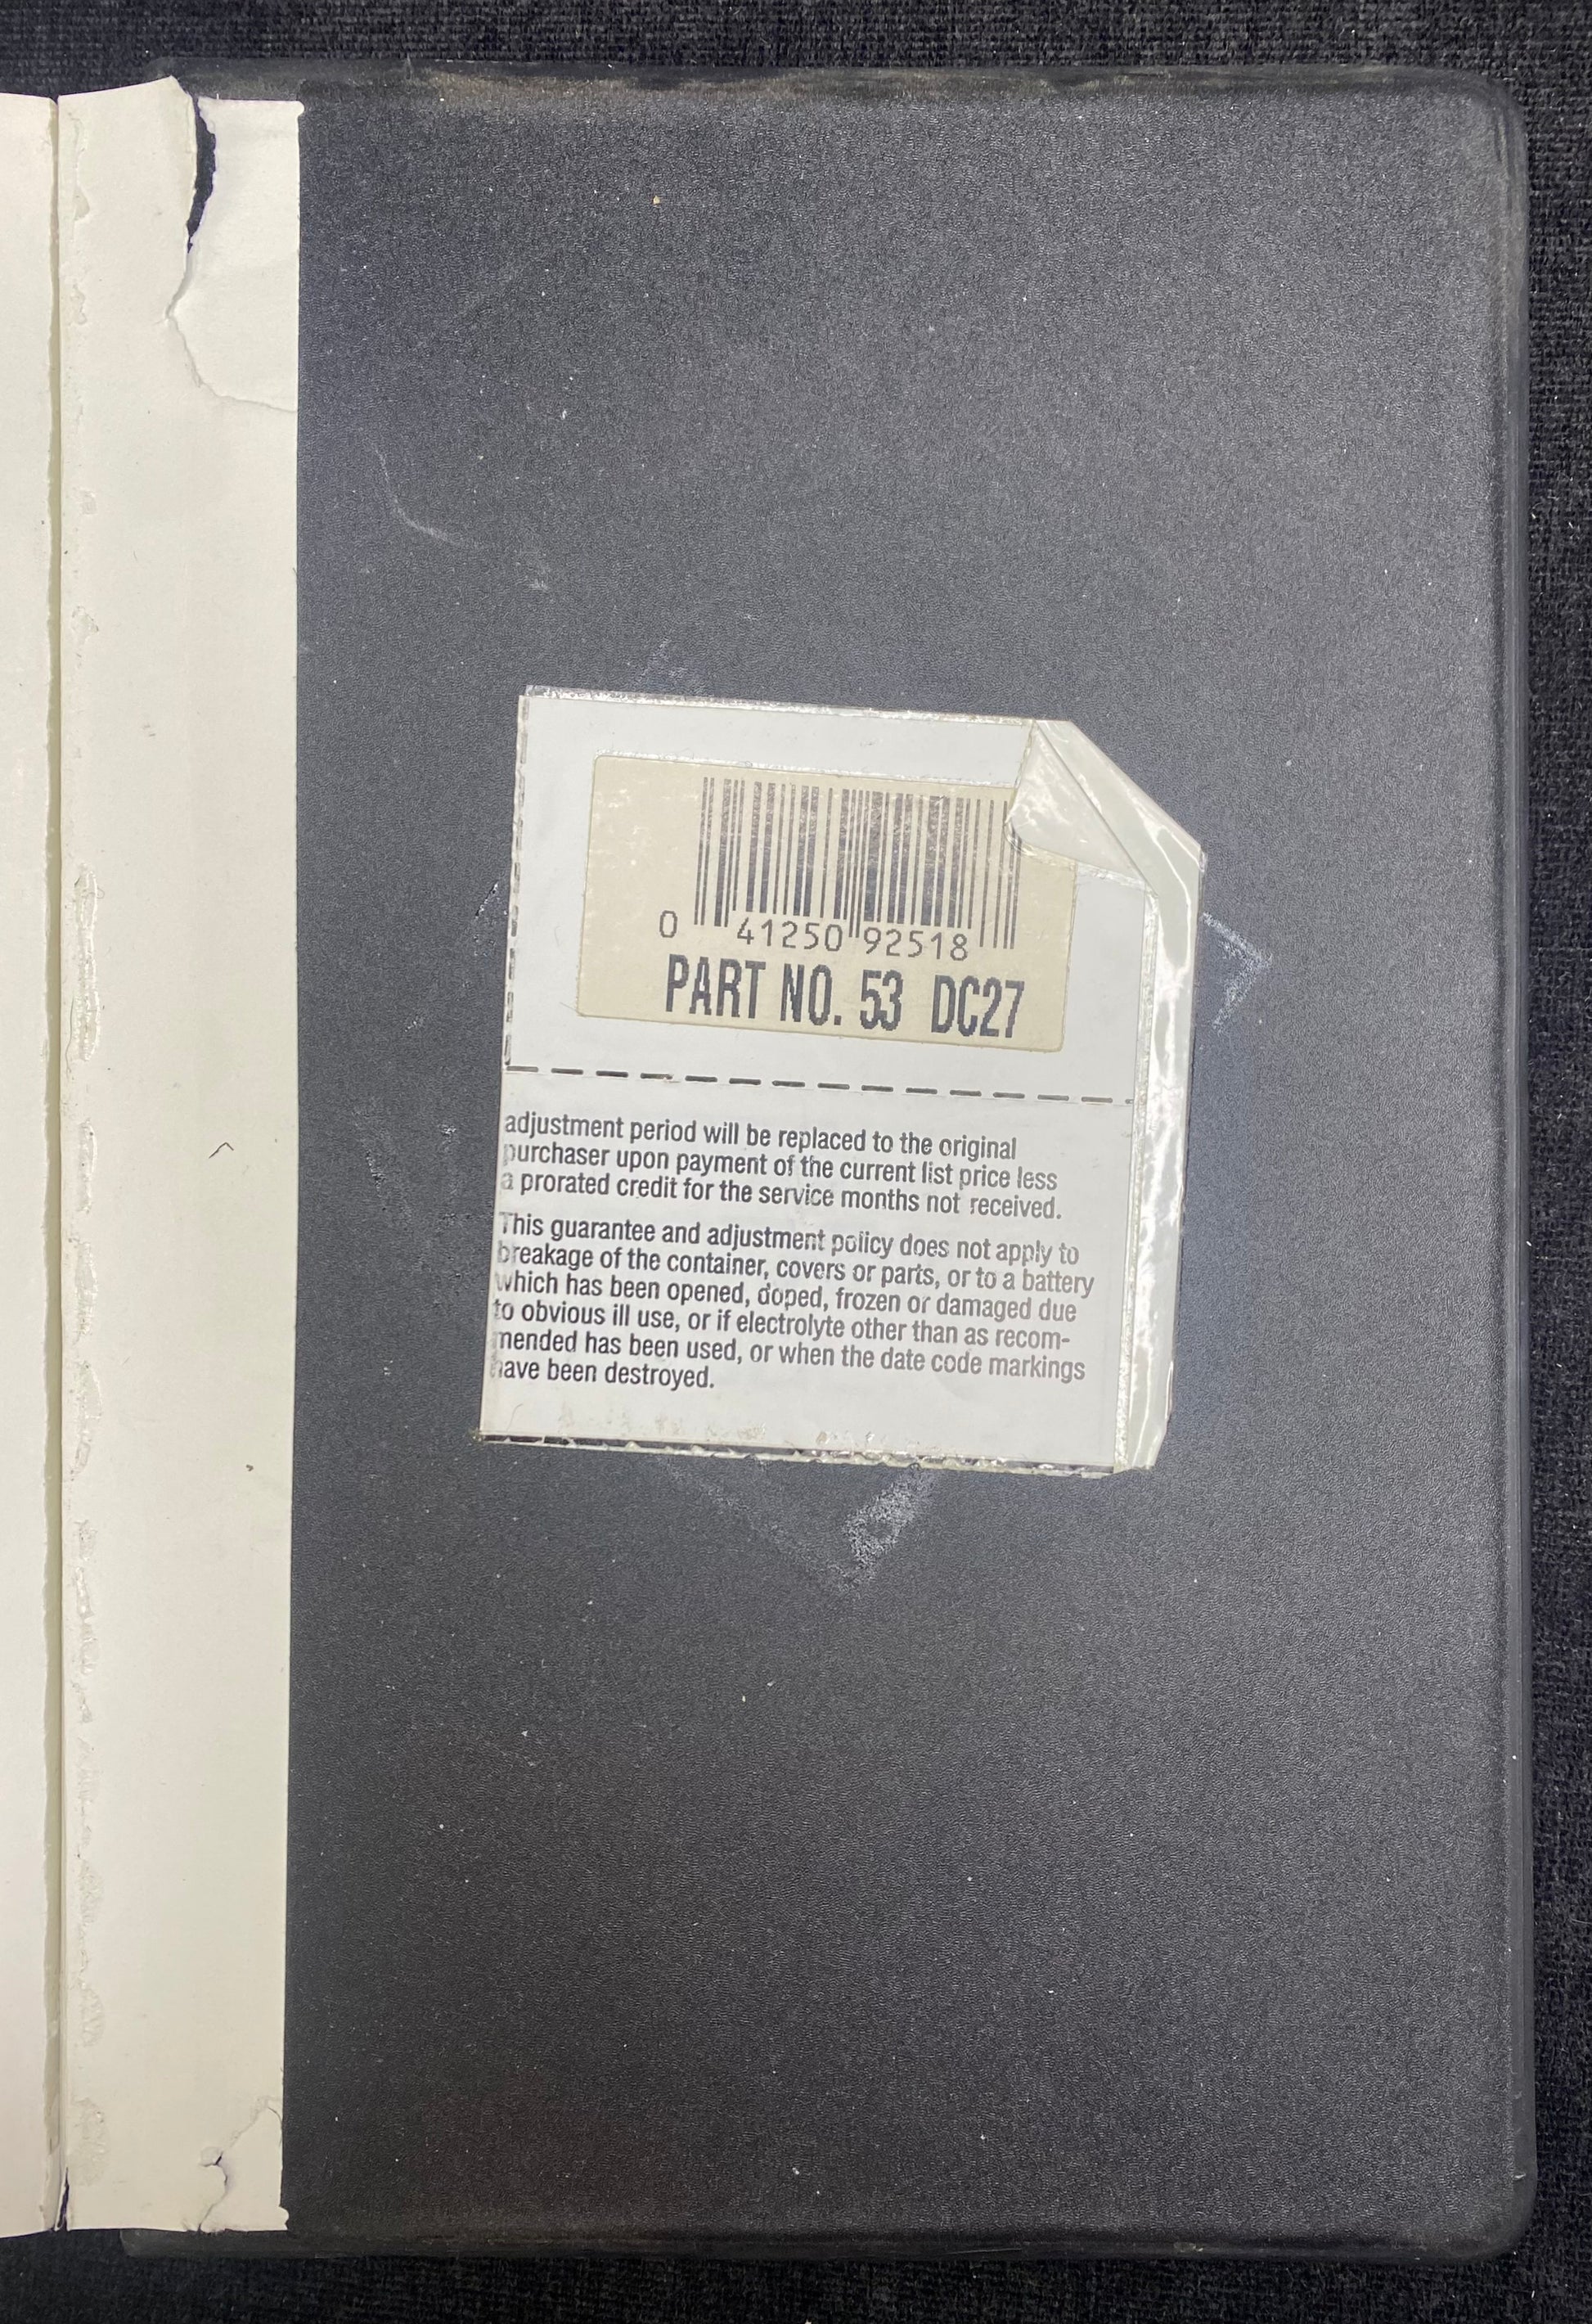 0 41250 92518
PART NO. 53 DC27
adjustment period will be replaced to the original
purchaser upon payment of the current list price less
a prorated credit for the service months not received.
This guarantee and adjustment policy does not apply to
breakage of the container, covers or parts, or to a battery
which has been opened, doped, frozen or damaged due
to obvious ill use, or if electrolyte other than as recom-
mended has been used, or when the date code markings
have been destroyed.